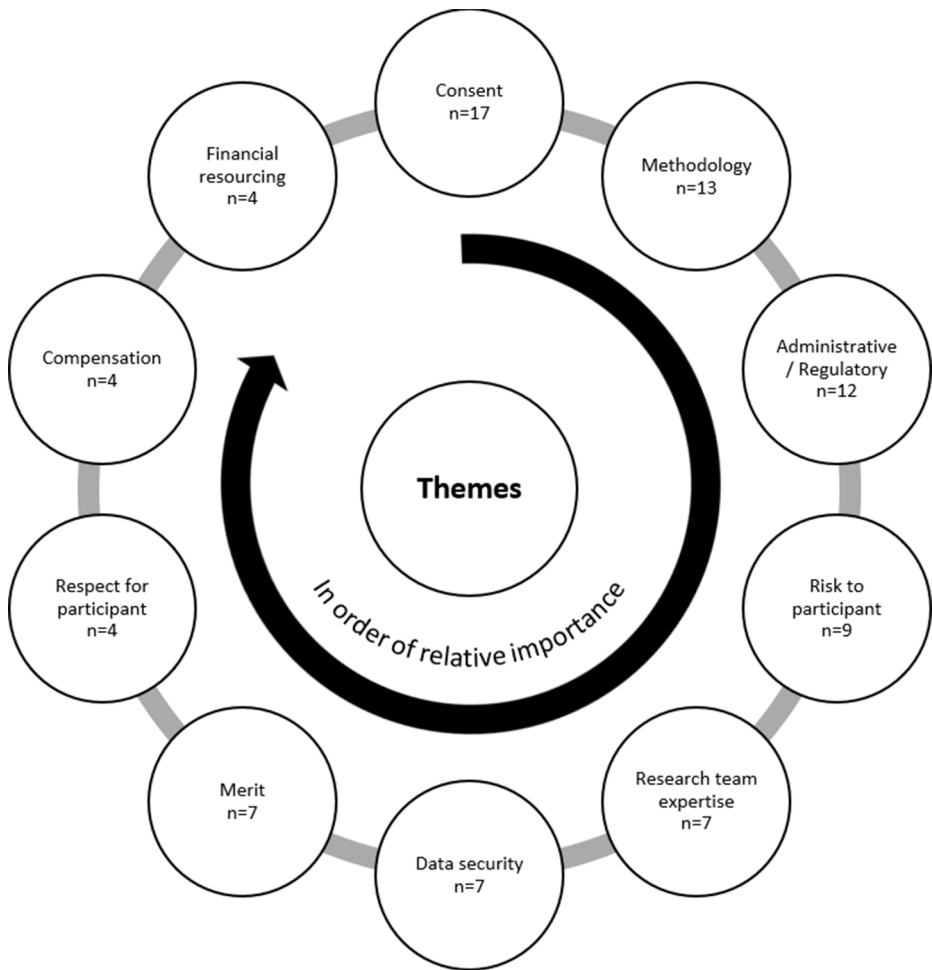 Consent
n=17
Methodology
n=13
Administrative
/ Regulatory
n=12
Risk to
participant
n=9
Research team
expertise
n=7
Data security
n=7
Merit
n=7
Respect for
participant
n=4
Compensation
n=4
Financial
resourcing
n=4
Themes
In order of relative importance